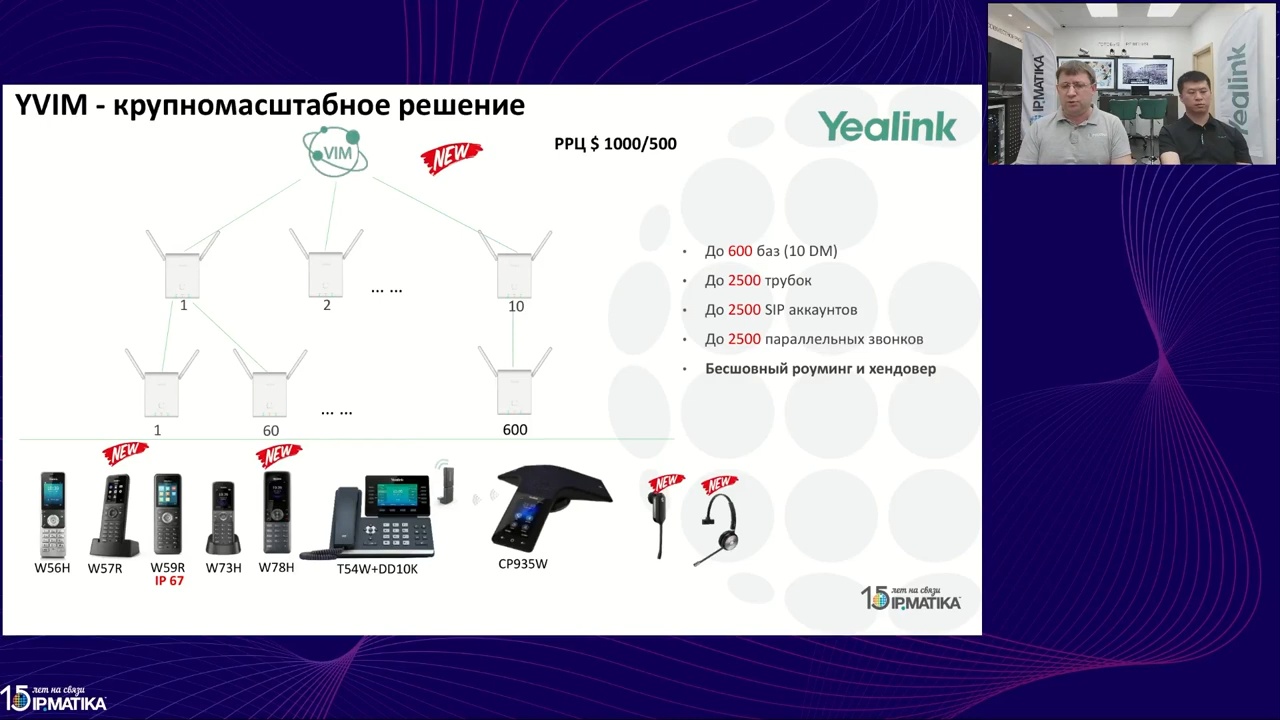 YVIM - крупномасштабное решение
VIM
NEW
РРЦ $ 1000/500
Yealink
1
2
... ...
10
1
60
... ...
600
До 600 баз (10 DM)
До 2500 трубок
До 2500 SIP аккаунтов
До 2500 параллельных звонков
Бесшовный роуминг и хендовер
NEW
NEW
NEW
NEW
W56H
W57R
W59R
IP 67
W73H
W78H
T54W+DD10K
CP935W
15 лет на связи
IP.MATIKA
IP.MATIKA
Yealink
15 лет на связи
IP.MATIKA